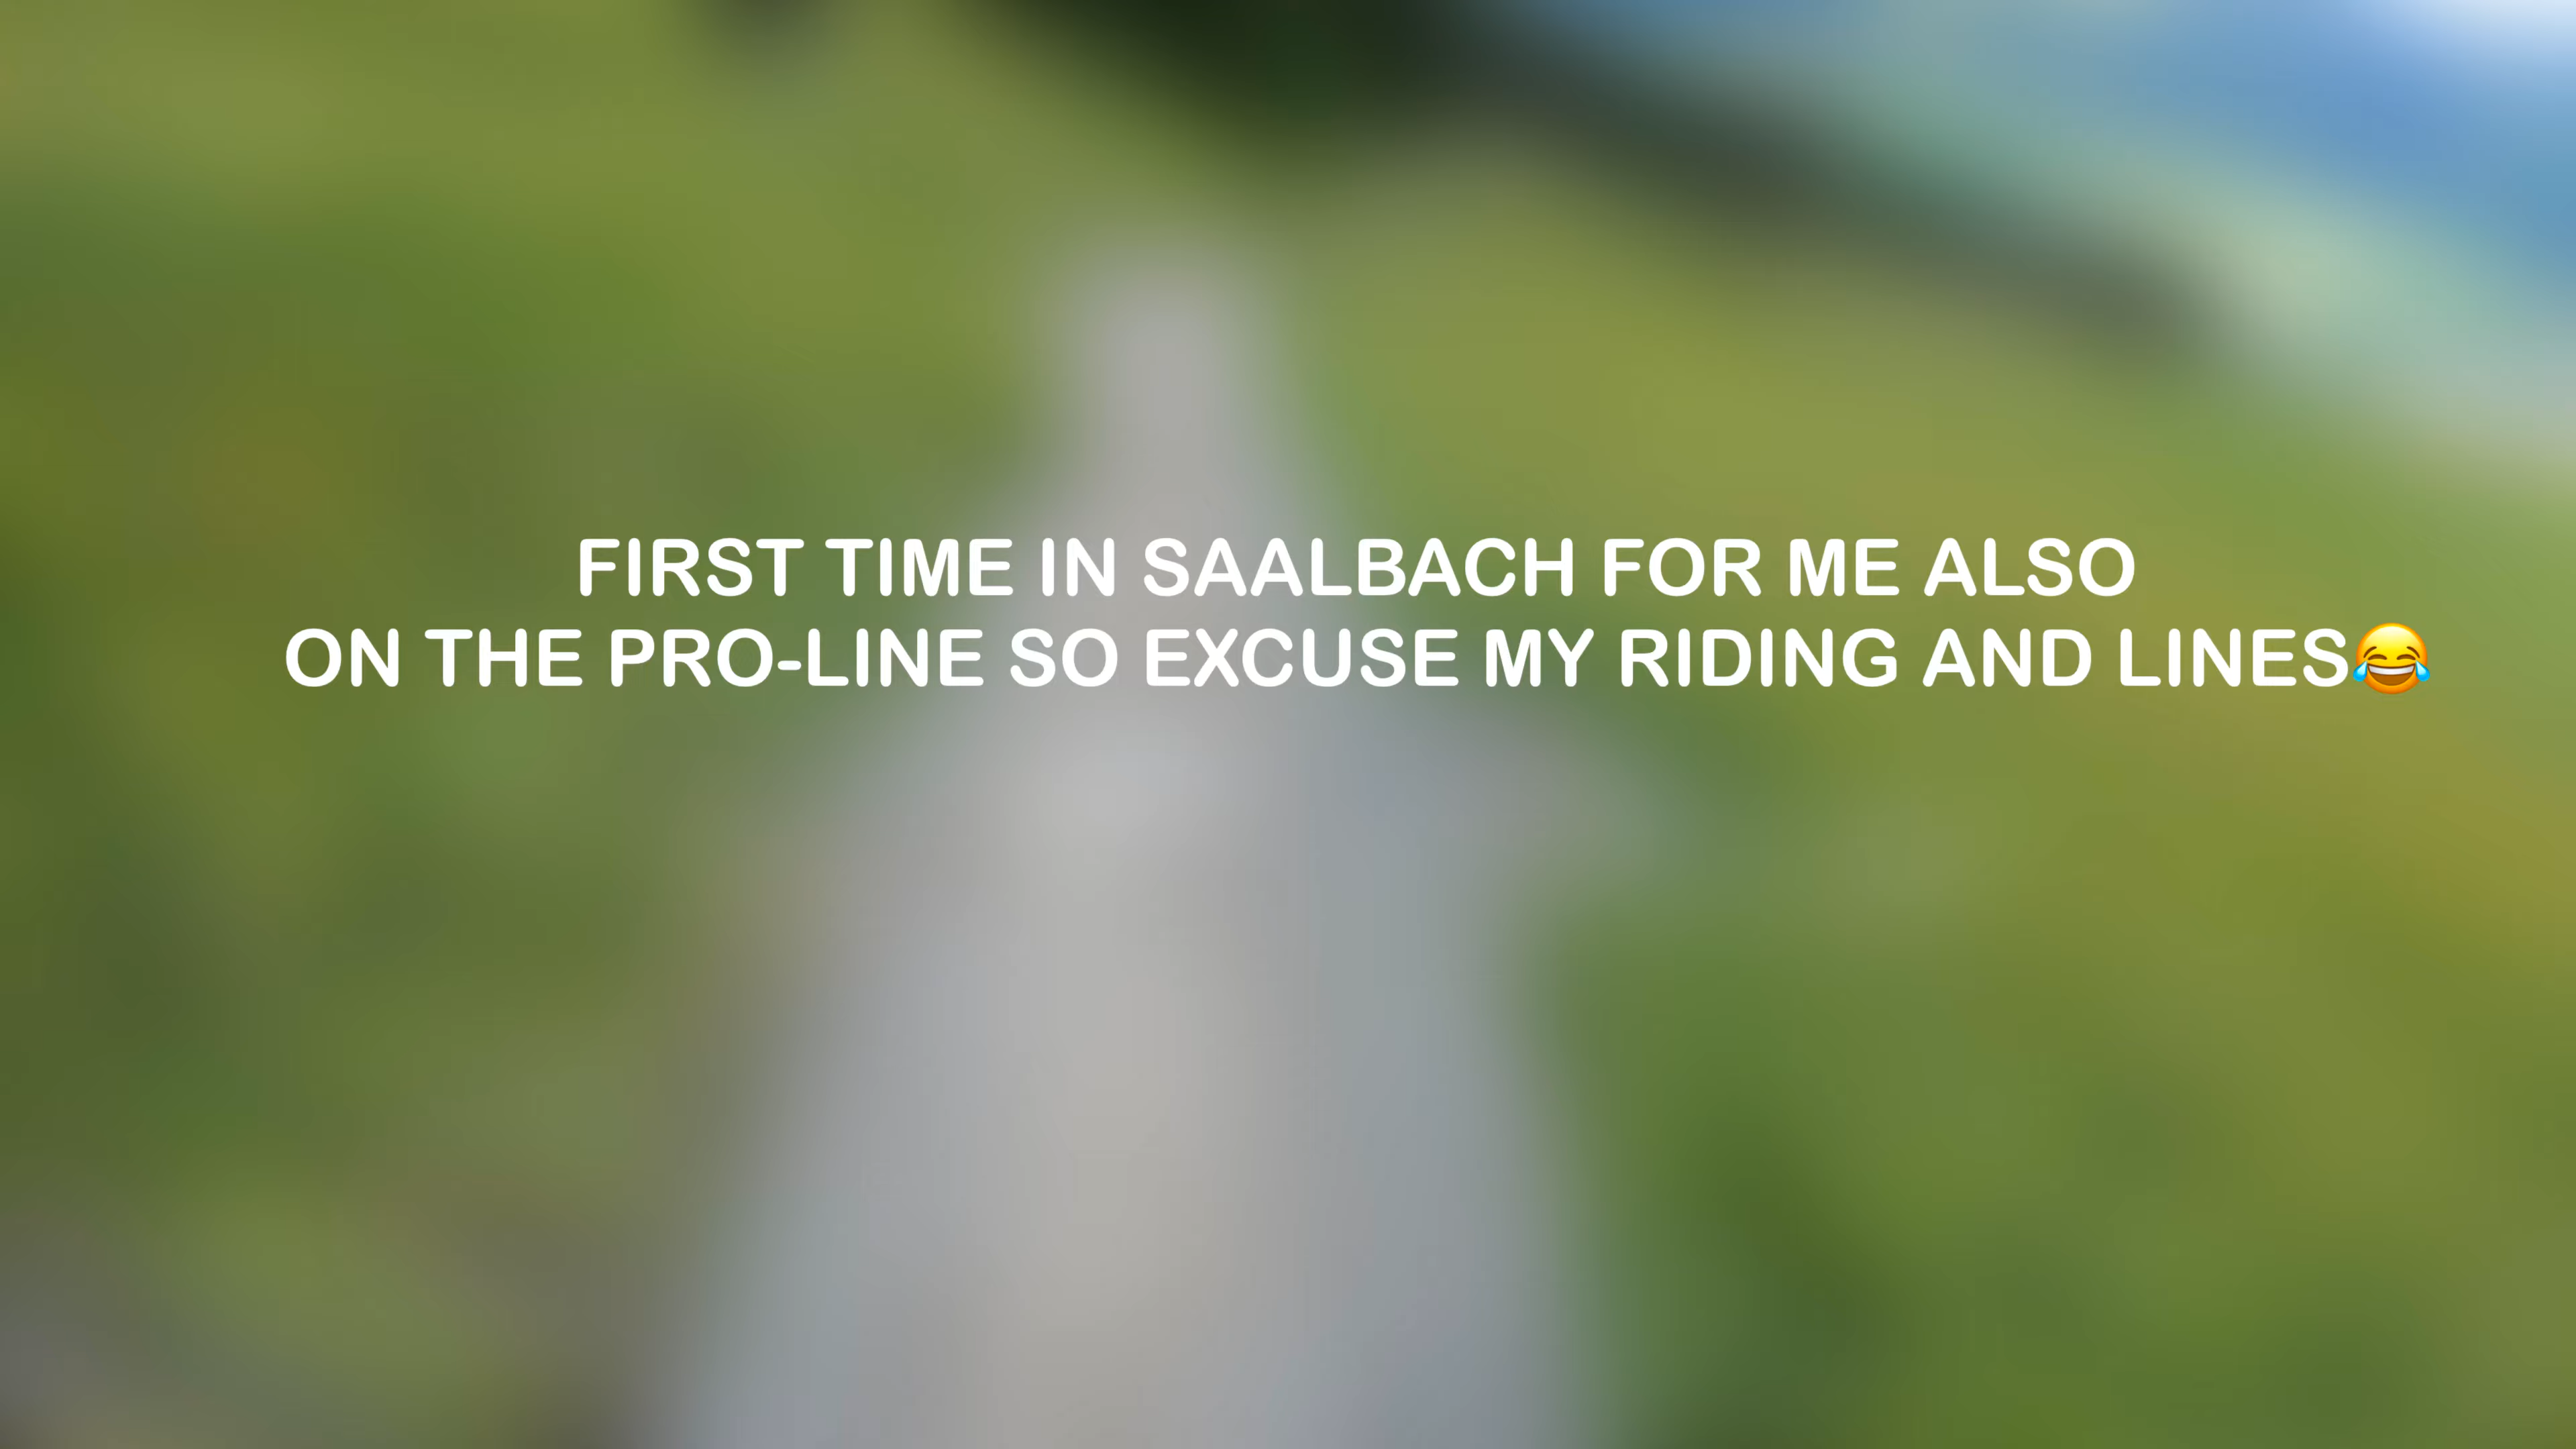 FIRST TIME IN SAALBACH FOR ME ALSO
ON THE PRO-LINE SO EXCUSE MY RIDING AND LINES😂